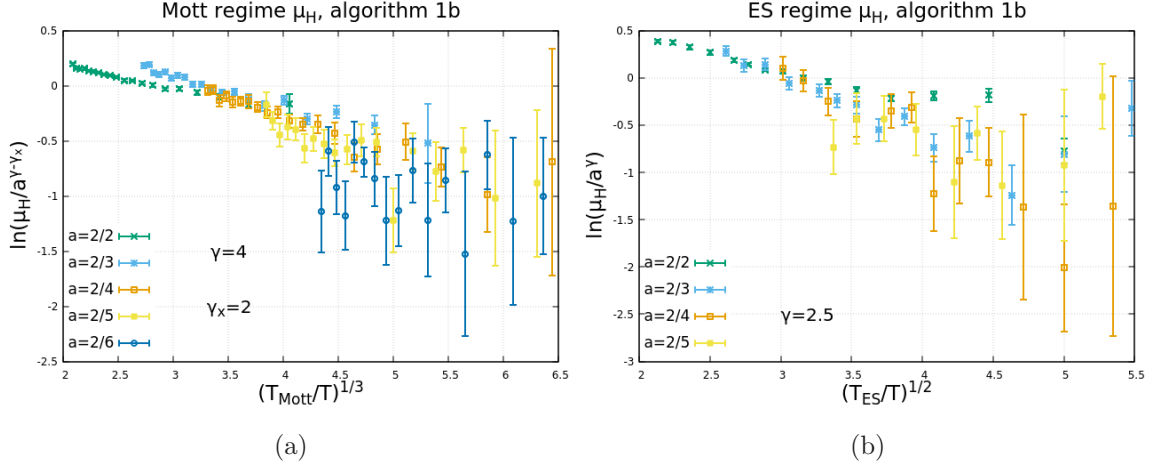 Mott regime μH, algorithm 1b
ln(μH/a^γ-γx)
0.5
0
-0.5
-1
-1.5
-2
-2.5
a=2/2
a=2/3
a=2/4
a=2/5
a=2/6
γ=4
γx=2
2 2.5 3 3.5 4 4.5 5 5.5 6 6.5
(TMott/T)^1/3
(a)
ES regime μH, algorithm 1b
ln(μH/a^γ)
0.5
0
-0.5
-1
-1.5
-2
-2.5
-3
a=2/2
a=2/3
a=2/4
a=2/5
γ=2.5
2 2.5 3 3.5 4 4.5 5 5.5
(TES/T)^1/2
(b)